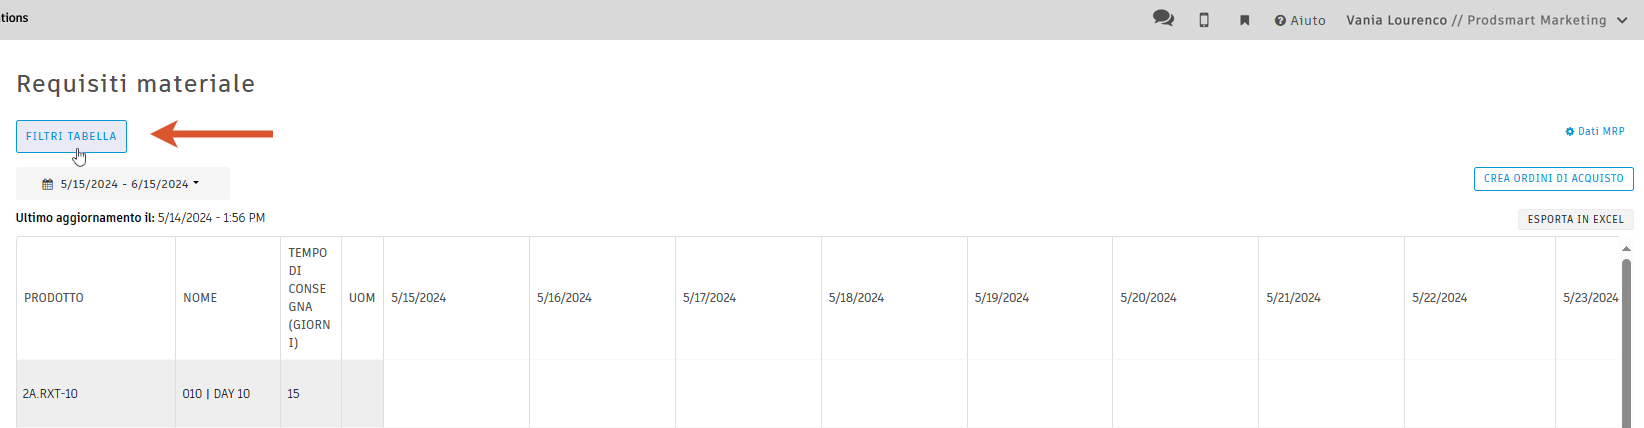 tions
Aiuto
Vania Lourenco // Prodsmart Marketing
Requisiti materiale
FILTRI TABELLA
Dati MRP
5/15/2024 - 6/15/2024
CREA ORDINI DI ACQUISTO
Ultimo aggiornamento il: 5/14/2024 - 1:56 PM
ESPORTA IN EXCEL
PRODOTTO
NOME
TEMPO
DI
CONSE
GNA
(GIORN
I)
UOM
5/15/2024
5/16/2024
5/17/2024
5/18/2024
5/19/2024
5/20/2024
5/21/2024
5/22/2024
5/23/2024
2A.RXT-10
010 | DAY 10
15